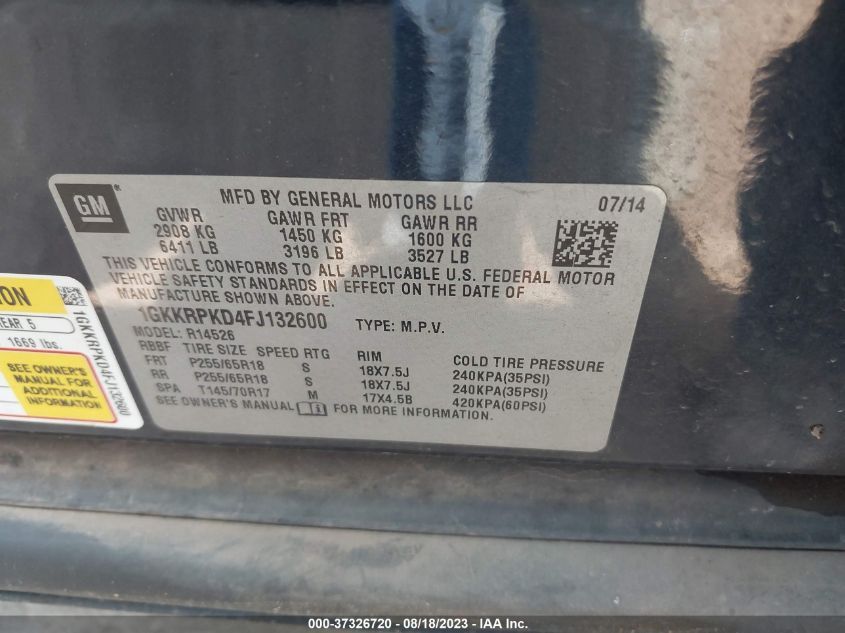 GM
MFD BY GENERAL MOTORS LLC 07/14
GVWR GAWR FRT GAWR RR
2908 KG 1450 KG 1600 KG
6411 LB 3196 LB 3527 LB
THIS VEHICLE CONFORMS TO ALL APPLICABLE U.S. FEDERAL MOTOR
VEHICLE SAFETY STANDARDS IN EFFECT ON THE DATE OF
MANUFACTURE SHOWN ABOVE.
1GKKRPKD4FJ132600 TYPE: M.P.V.
MODEL: R14526
RBBF TIRE SIZE SPEED RTG RIM COLD TIRE PRESSURE
FRT P255/65R18 S 18X7.5J 240KPA(35PSI)
RR P255/65R18 S 18X7.5J 240KPA(35PSI)
SPA T145/70R17 M 17X4.5B 420KPA(60PSI)
SEE OWNER'S MANUAL i FOR MORE INFORMATION.
ION
EAR 5
1669 lbs.
SEE OWNER'S
MANUAL FOR
ADDITIONAL
INFORMATION
1GKKRPKD4FJ132600
000-37326720 - 08/18/2023 - IAA Inc.